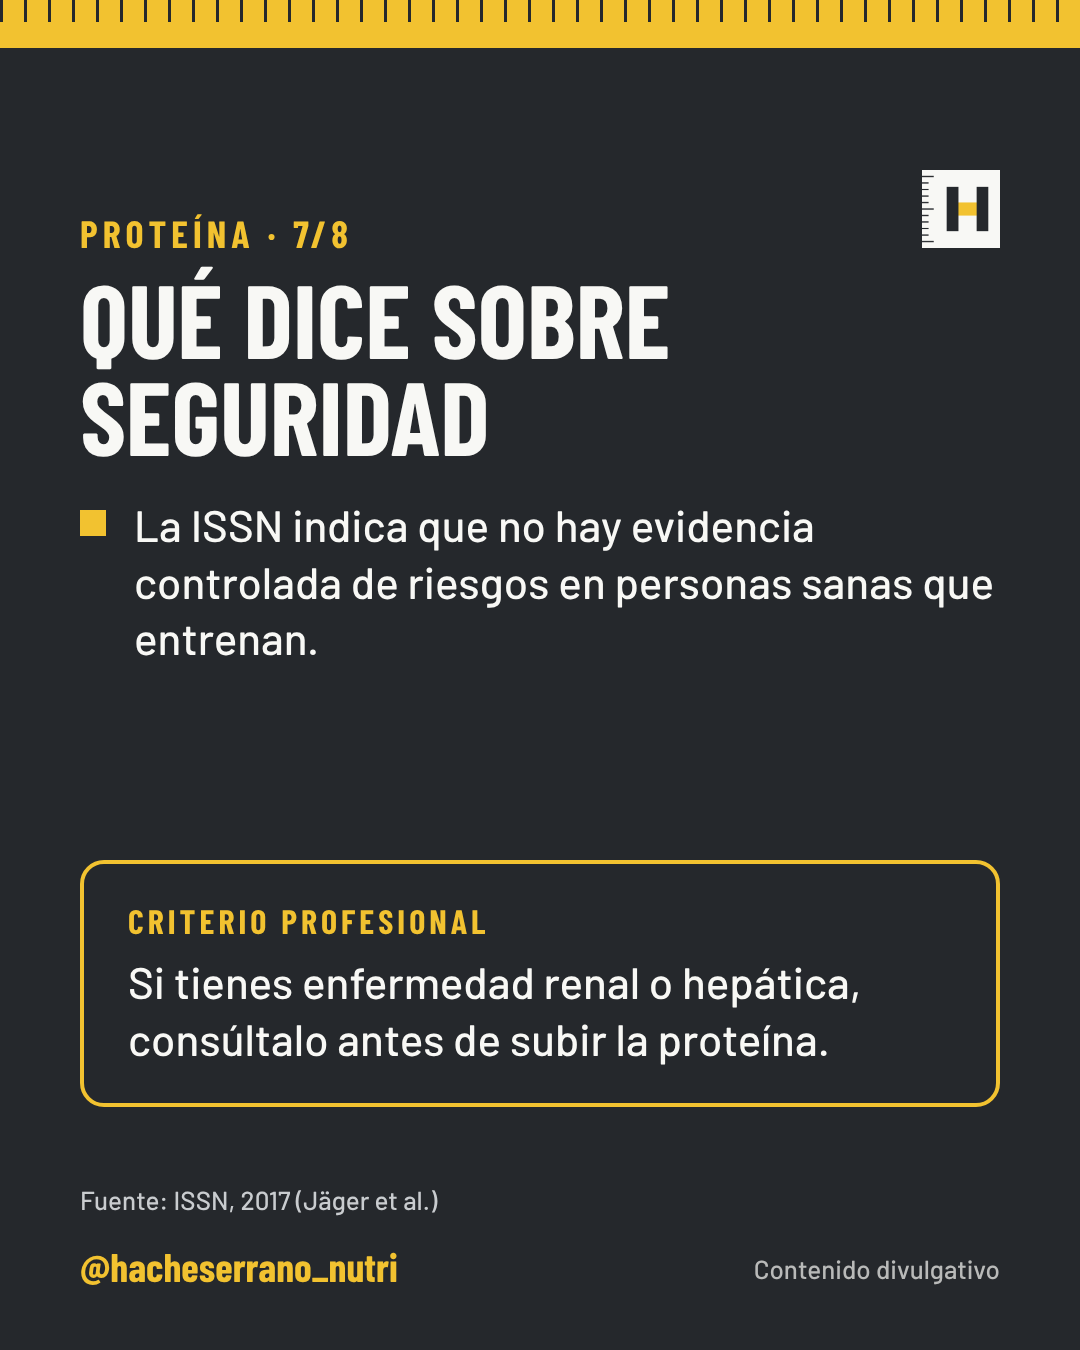 PROTEÍNA · 7/8
H
QUÉ DICE SOBRE
SEGURIDAD
La ISSN indica que no hay evidencia
controlada de riesgos en personas sanas que
entrenan.
CRITERIO PROFESIONAL
Si tienes enfermedad renal o hepática,
consúltalo antes de subir la proteína.
Fuente: ISSN, 2017 (Jäger et al.)
@hacheserrano_nutri
Contenido divulgativo